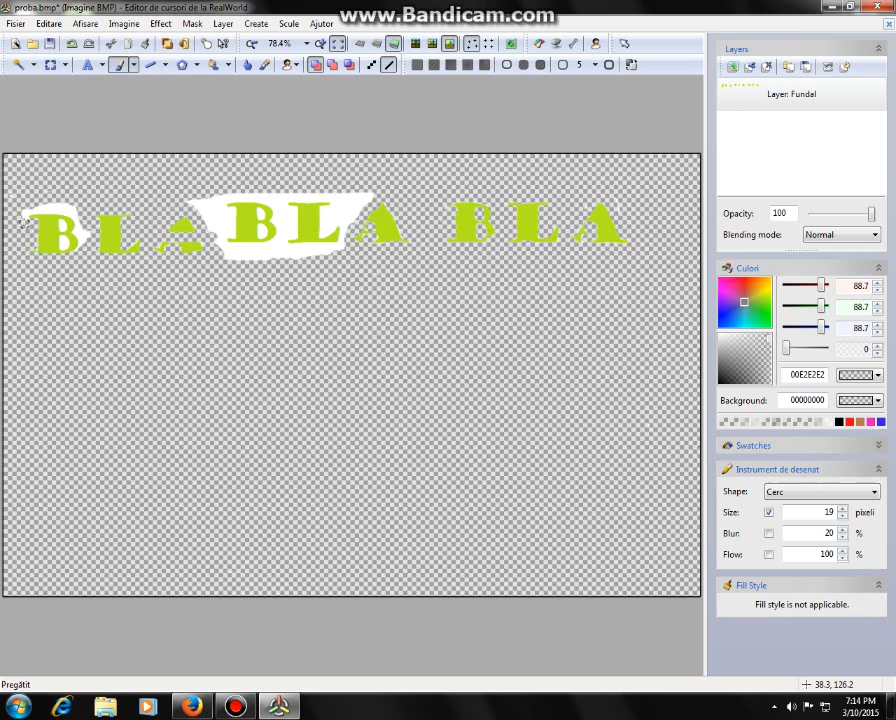 proba.bmp* (Imagine BMP) - Editor de cursori de la RealWorld
www.Bandicam.com
Fisier Editare Afisare Imagine Effect Mask Layer Create Scule Ajutor
78.4%
5
Layers
Layer: Fundal
Opacity: 100
Blending mode: Normal
Culori
88.7
88.7
88.7
0
00E2E2E2
Background: 00000000
Swatches
Instrument de desenat
Shape: Cerc
Size: 19 pixeli
Blur: 20 %
Flow: 100 %
Fill Style
Fill style is not applicable.
BLA BLA BLA
Pregătit
38.3, 126.2
7:14 PM
3/10/2015